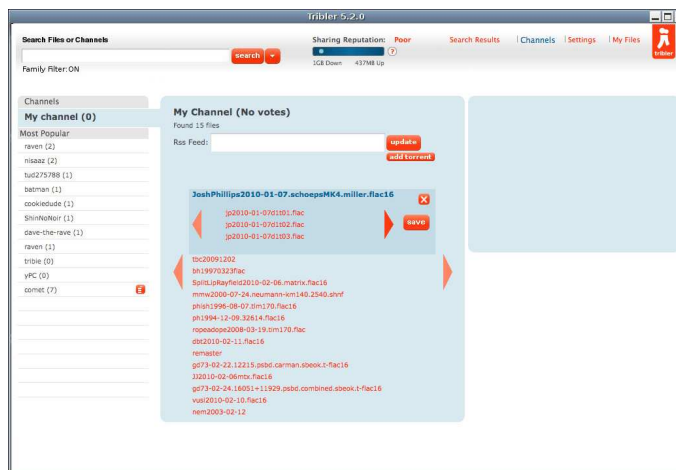 Tribler 5.2.0
Search Files or Channels
search
Family Filter:ON
Sharing Reputation: Poor
?
1GB Down 437MB Up
Search Results
Channels
Settings
My Files
tribler
Channels
My channel (0)
Most Popular
raven (2)
nisaaz (2)
tud275788 (1)
batman (1)
cookiedude (1)
ShinNoNoir (1)
dave-the-rave (1)
raven (1)
trible (0)
yPC (0)
comet (7)
My Channel (No votes)
Found 15 files
Rss Feed:
update
add torrent
JoshPhillips2010-01-07.schoepsMK4.miller.flac16
jp2010-01-07d1t01.flac
jp2010-01-07d1t02.flac
jp2010-01-07d1t03.flac
save
tbc20091202
bh19970323flac
SplitLipRayfield2010-02-06.matrix.flac16
mmw2000-07-24.neumann-km140.2540.shnf
phish1996-08-07.tlm170.flac
ph1994-12-09.32614.flac16
ropeadope2008-03-19.tlm170.flac
dbt2010-02-11.flac16
remaster
gd73-02-22.12215.psbd.carman.sbeok.t-flac16
JJ2010-02-06mtx.flac16
gd73-02-24.16051+11929.psbd.combined.sbeok.t-flac16
vusi2010-02-10.flac16
nem2003-02-12